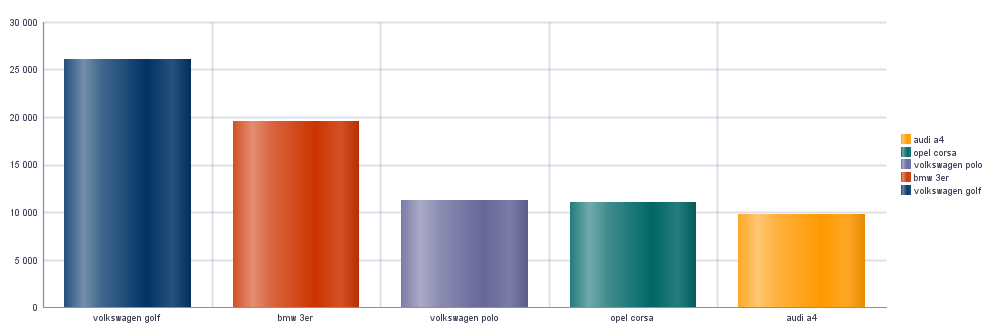 30 000
25 000
20 000
15 000
10 000
5 000
0
volkswagen golf
bmw 3er
volkswagen polo
opel corsa
audi a4
audi a4
opel corsa
volkswagen polo
bmw 3er
volkswagen golf